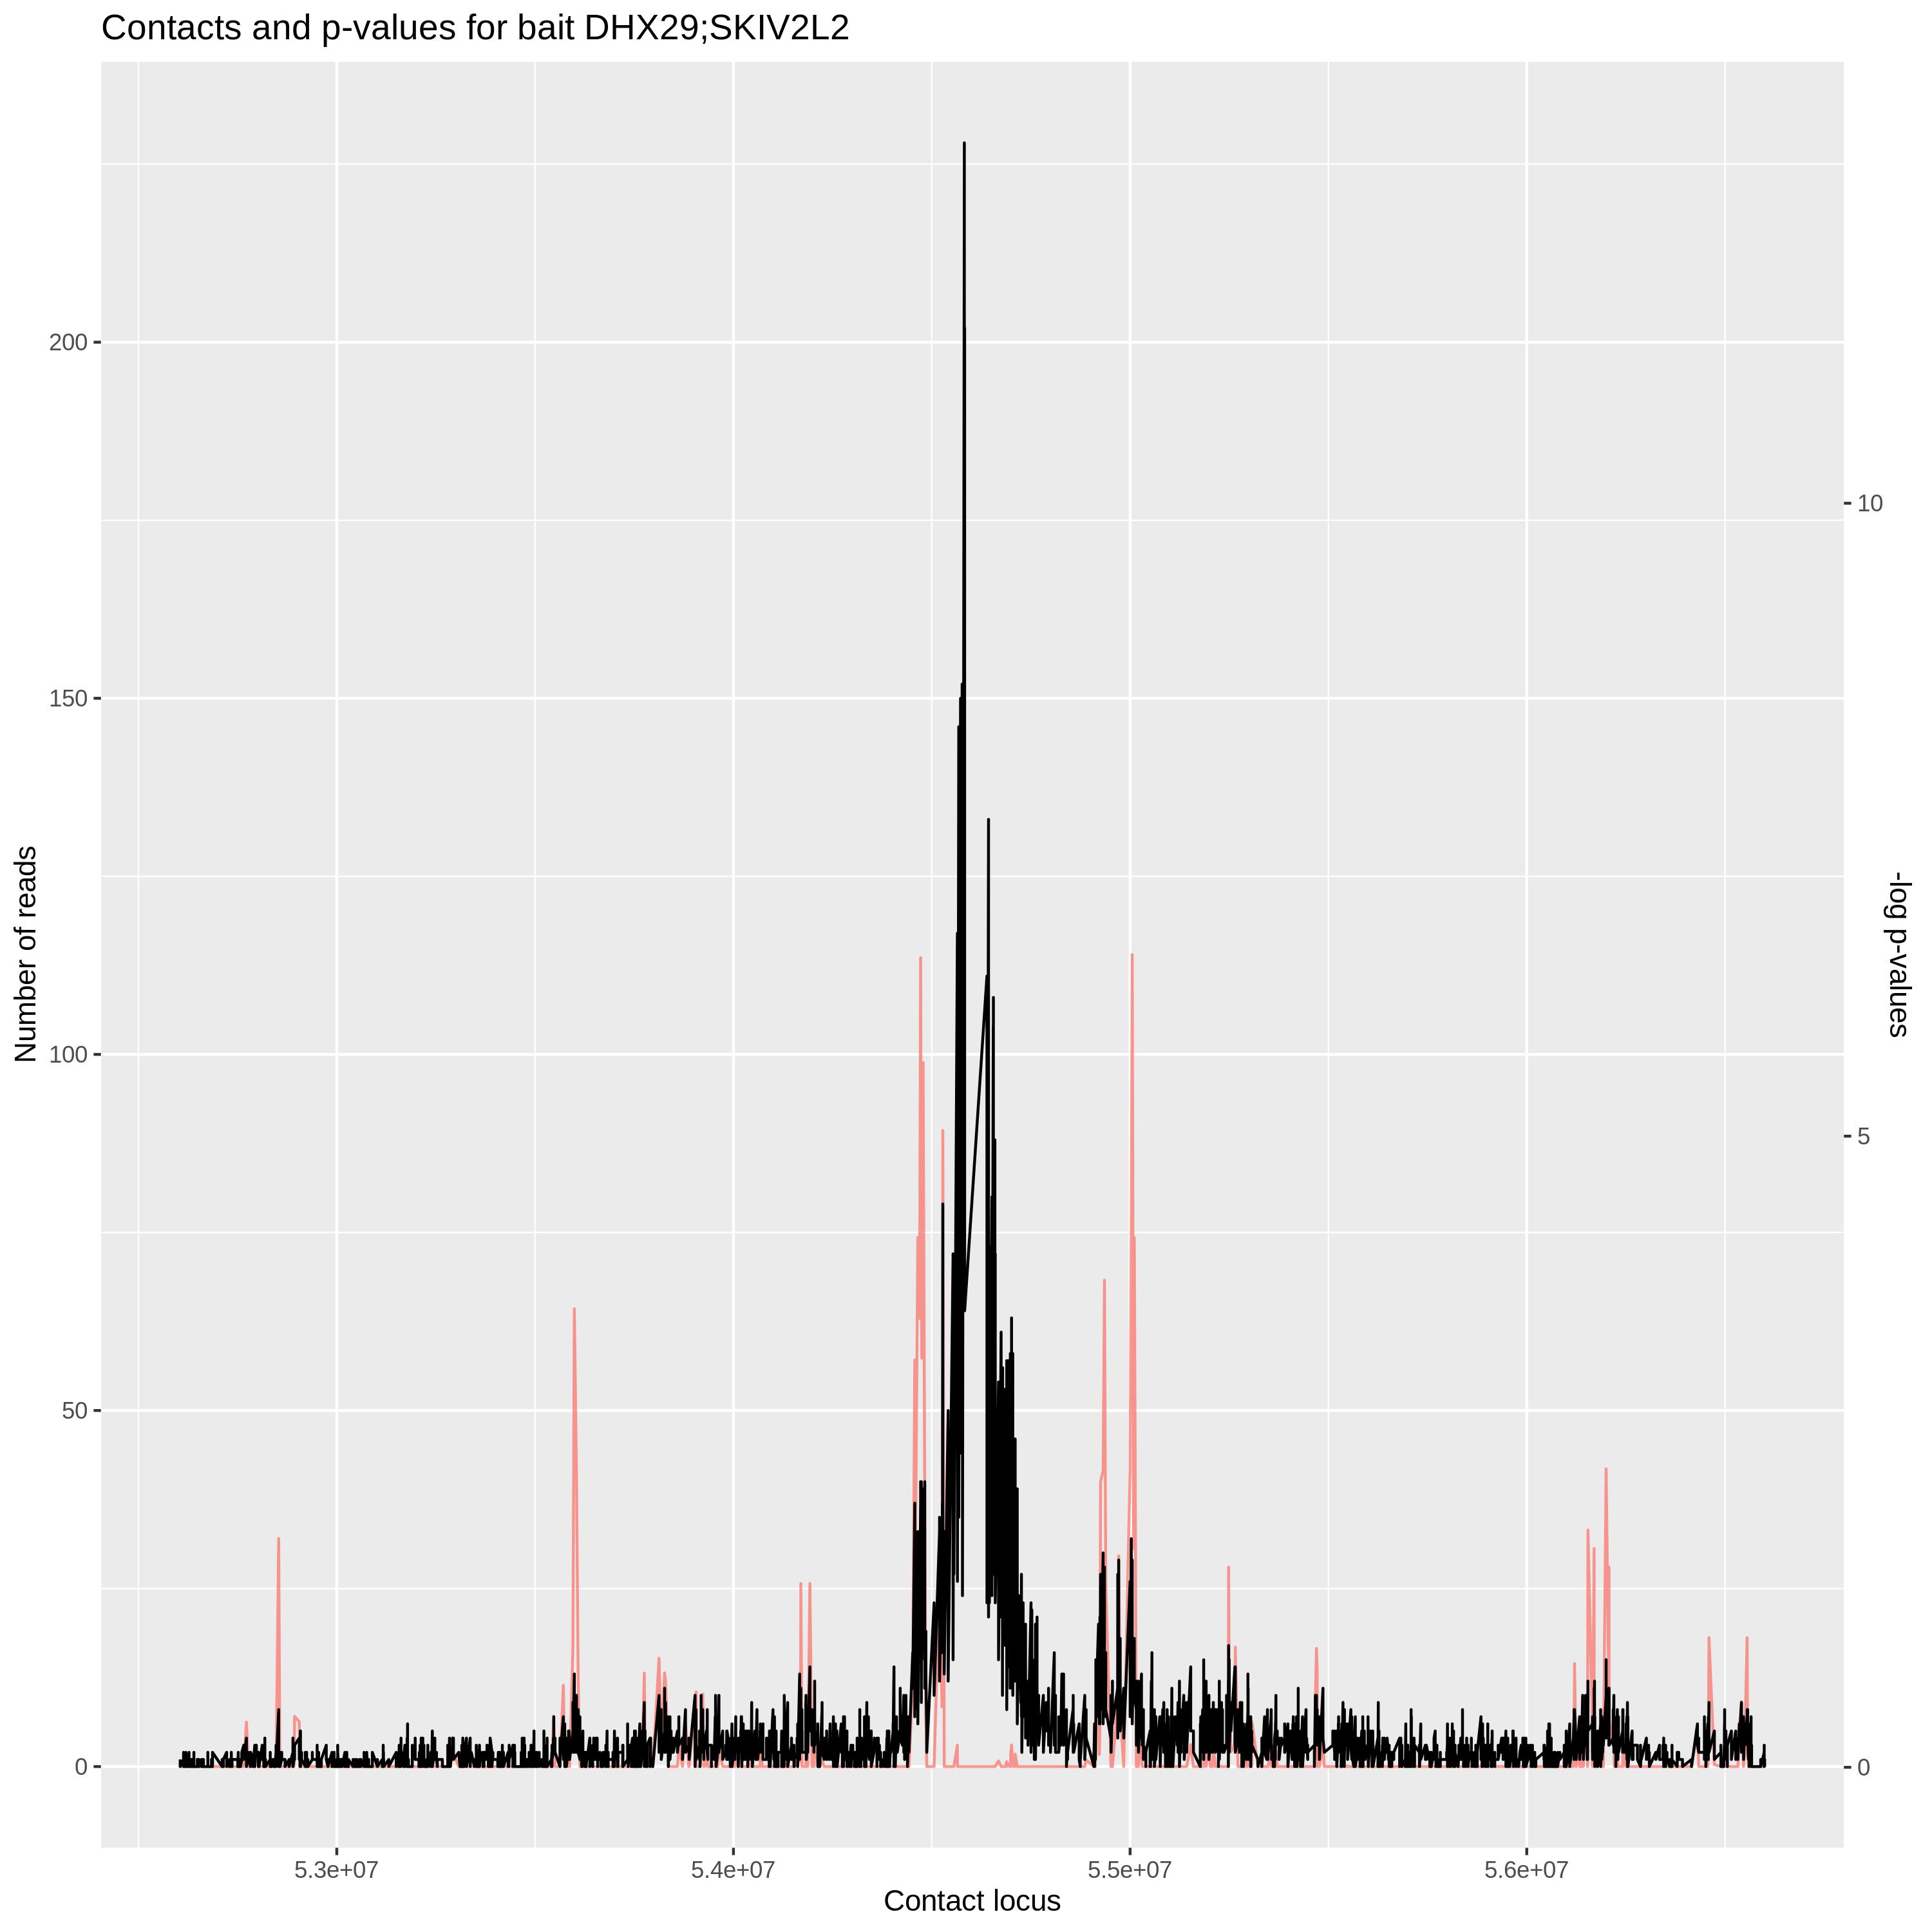 Contacts and p-values for bait DHX29;SKIV2L2
200
150
100
50
0
Number of reads
10
5
0
-log p-values
5.3e+07
5.4e+07
5.5e+07
5.6e+07
Contact locus